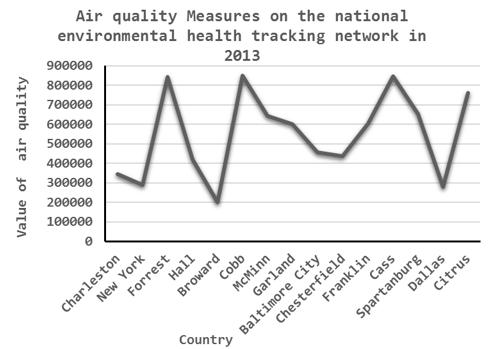 Air quality Measures on the national
environmental health tracking network in
2013
Value of  air quality
900000
800000
700000
600000
500000
400000
300000
200000
100000
0
Charleston
New York
Forrest
Hall
Broward
Cobb
McMinn
Garland
Baltimore City
Chesterfield
Franklin
Cass
Spartanburg
Dallas
Citrus
Country